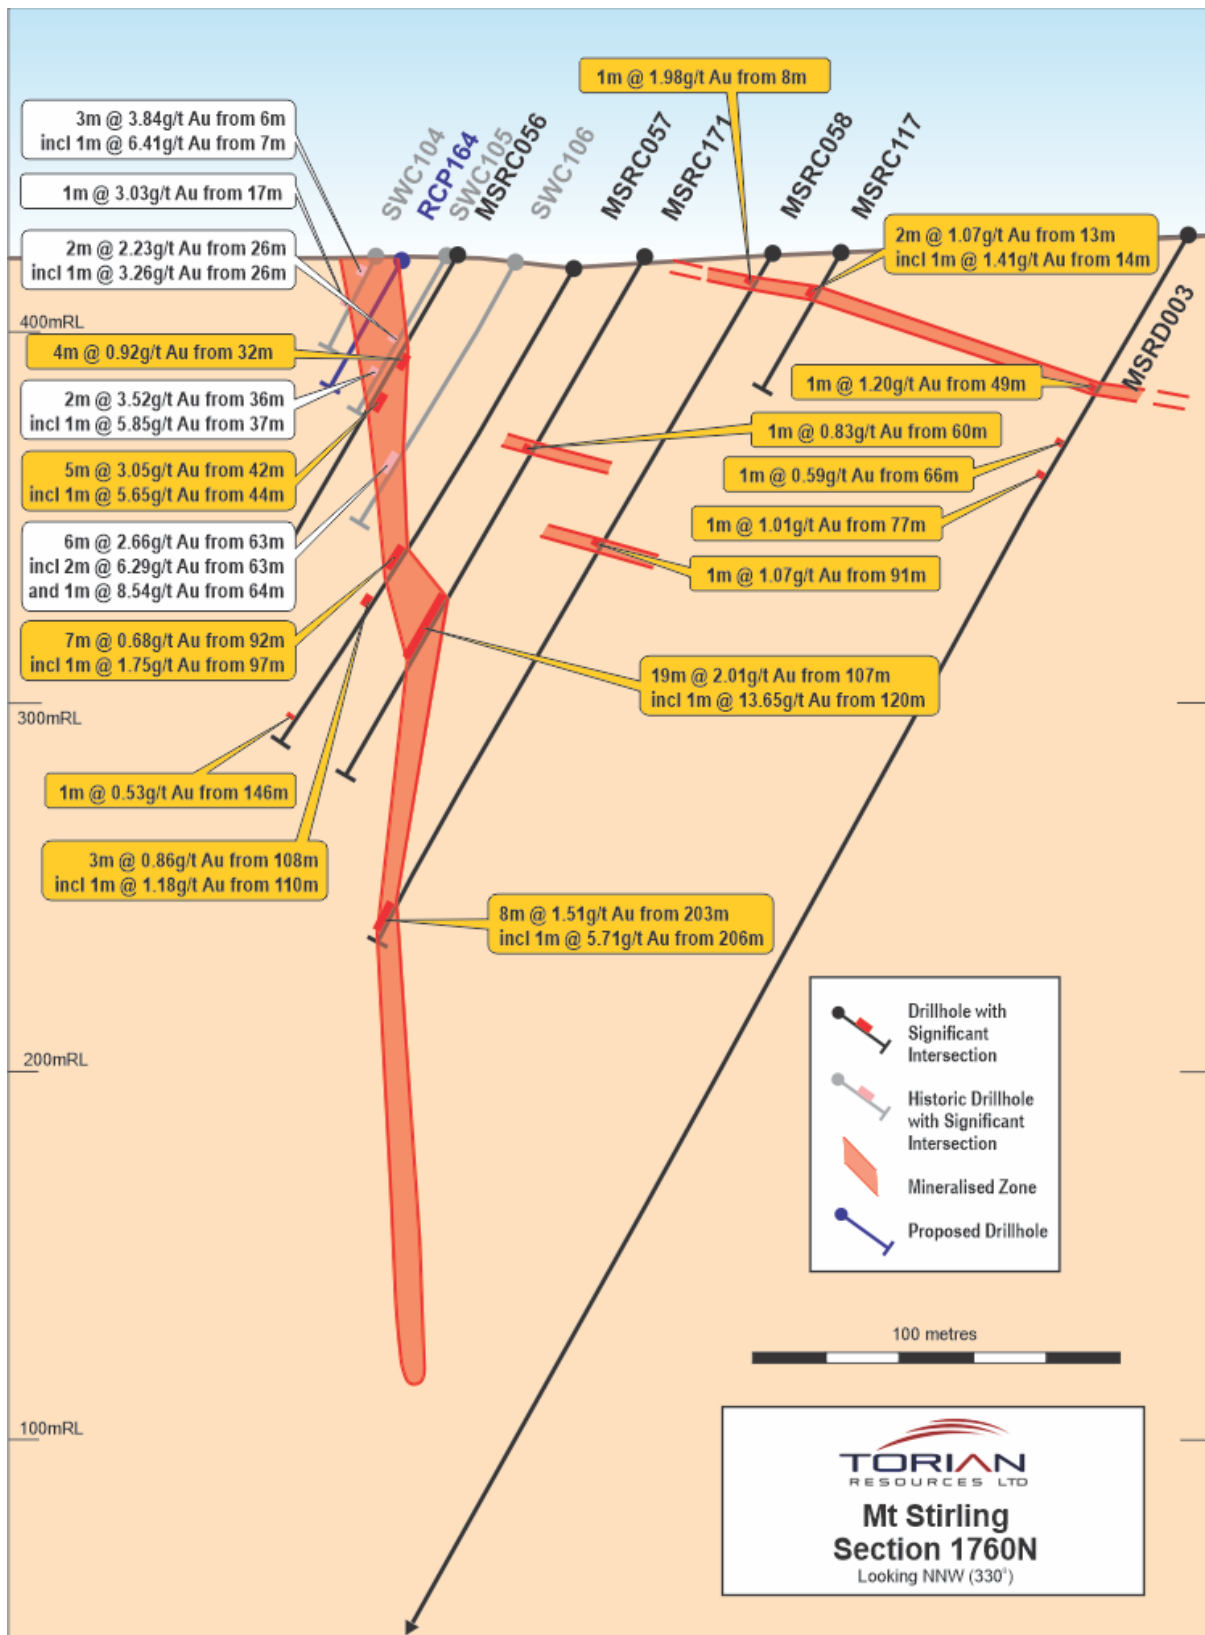 1m @ 1.98g/t Au from 8m
3m @ 3.84g/t Au from 6m
incl 1m @ 6.41g/t Au from 7m
1m @ 3.03g/t Au from 17m
2m @ 2.23g/t Au from 26m
incl 1m @ 3.26g/t Au from 26m
SWC104
RCP164
SWC105
MSRC056
SWC106
MSRC057
MSRC171
MSRC058
MSRC117
2m @ 1.07g/t Au from 13m
incl 1m @ 1.41g/t Au from 14m
MSRD003
400mRL
4m @ 0.92g/t Au from 32m
2m @ 3.52g/t Au from 36m
incl 1m @ 5.85g/t Au from 37m
1m @ 1.20g/t Au from 49m
1m @ 0.83g/t Au from 60m
5m @ 3.05g/t Au from 42m
incl 1m @ 5.65g/t Au from 44m
1m @ 0.59g/t Au from 66m
1m @ 1.01g/t Au from 77m
6m @ 2.66g/t Au from 63m
incl 2m @ 6.29g/t Au from 63m
and 1m @ 8.54g/t Au from 64m
1m @ 1.07g/t Au from 91m
7m @ 0.68g/t Au from 92m
incl 1m @ 1.75g/t Au from 97m
19m @ 2.01g/t Au from 107m
incl 1m @ 13.65g/t Au from 120m
300mRL
1m @ 0.53g/t Au from 146m
3m @ 0.86g/t Au from 108m
incl 1m @ 1.18g/t Au from 110m
8m @ 1.51g/t Au from 203m
incl 1m @ 5.71g/t Au from 206m
200mRL
Drillhole with
Significant
Intersection
Historic Drillhole
with Significant
Intersection
Mineralised Zone
Proposed Drillhole
100 metres
100mRL
TORIAN
RESOURCES LTD
Mt Stirling
Section 1760N
Looking NNW (330°)